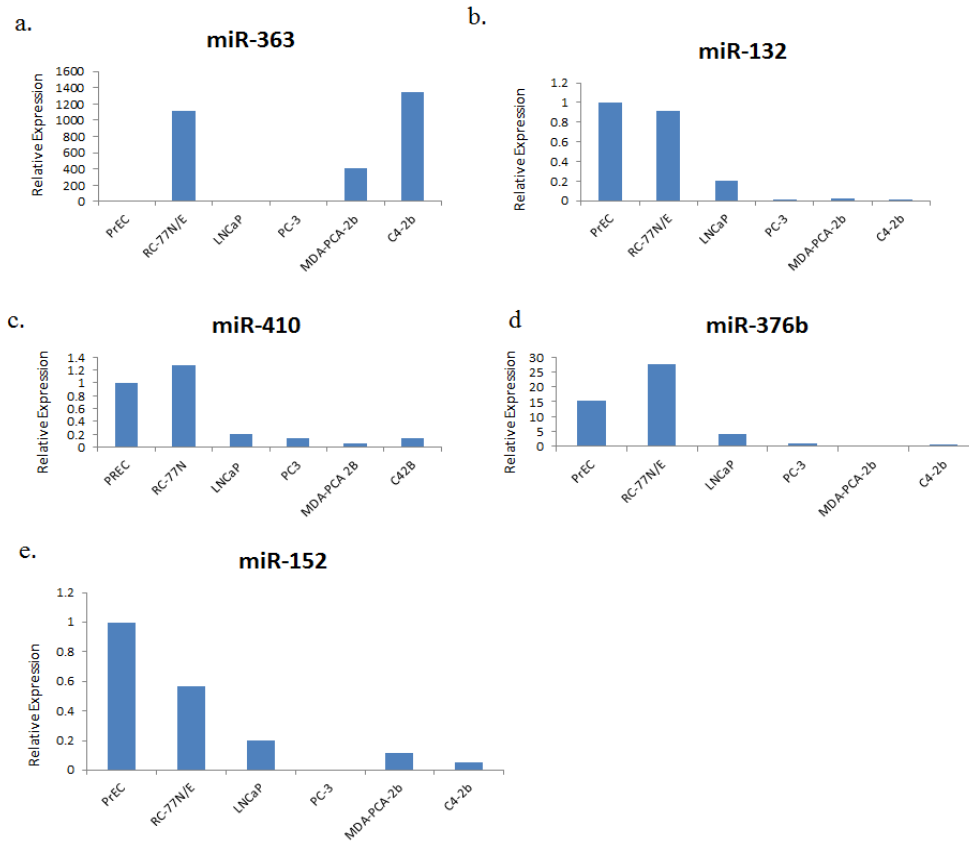 a.
miR-363
Relative Expression
1600
1400
1200
1000
800
600
400
200
0
PrEC
RC-77N/E
LNCaP
PC-3
MDA-PCA-2b
C4-2b
b.
miR-132
Relative Expression
1.2
1
0.8
0.6
0.4
0.2
0
PrEC
RC-77N/E
LNCaP
PC-3
MDA-PCA-2b
C4-2b
c.
miR-410
Relative Expression
1.4
1.2
1
0.8
0.6
0.4
0.2
0
PREC
RC-77N
LNCaP
PC3
MDA-PCA 2B
C42B
d
miR-376b
Relative Expression
30
25
20
15
10
5
0
PrEC
RC-77N/E
LNCaP
PC-3
MDA-PCA-2b
C4-2b
e.
miR-152
Relative Expression
1.2
1
0.8
0.6
0.4
0.2
0
PrEC
RC-77N/E
LNCaP
PC-3
MDA-PCA-2b
C4-2b